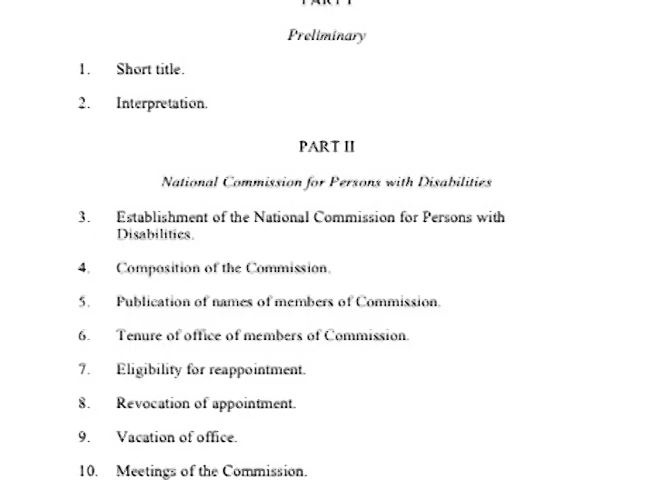 PART I
Preliminary
1. Short title.
2. Interpretation.
PART II
National Commission for Persons with Disabilities
3. Establishment of the National Commission for Persons with
Disabilities.
4. Composition of the Commission.
5. Publication of names of members of Commission.
6. Tenure of office of members of Commission.
7. Eligibility for reappointment.
8. Revocation of appointment.
9. Vacation of office.
10. Meetings of the Commission.